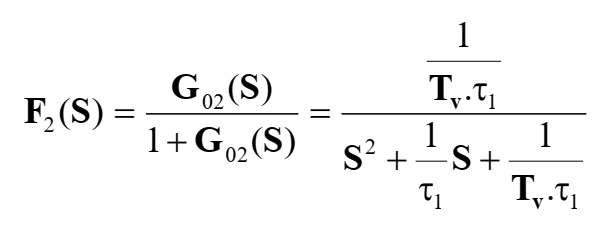 F₂(S) = G₀₂(S) / (1 + G₀₂(S)) = (1 / (Tᵥ.τ₁)) / (S² + (1 / τ₁)S + 1 / (Tᵥ.τ₁))